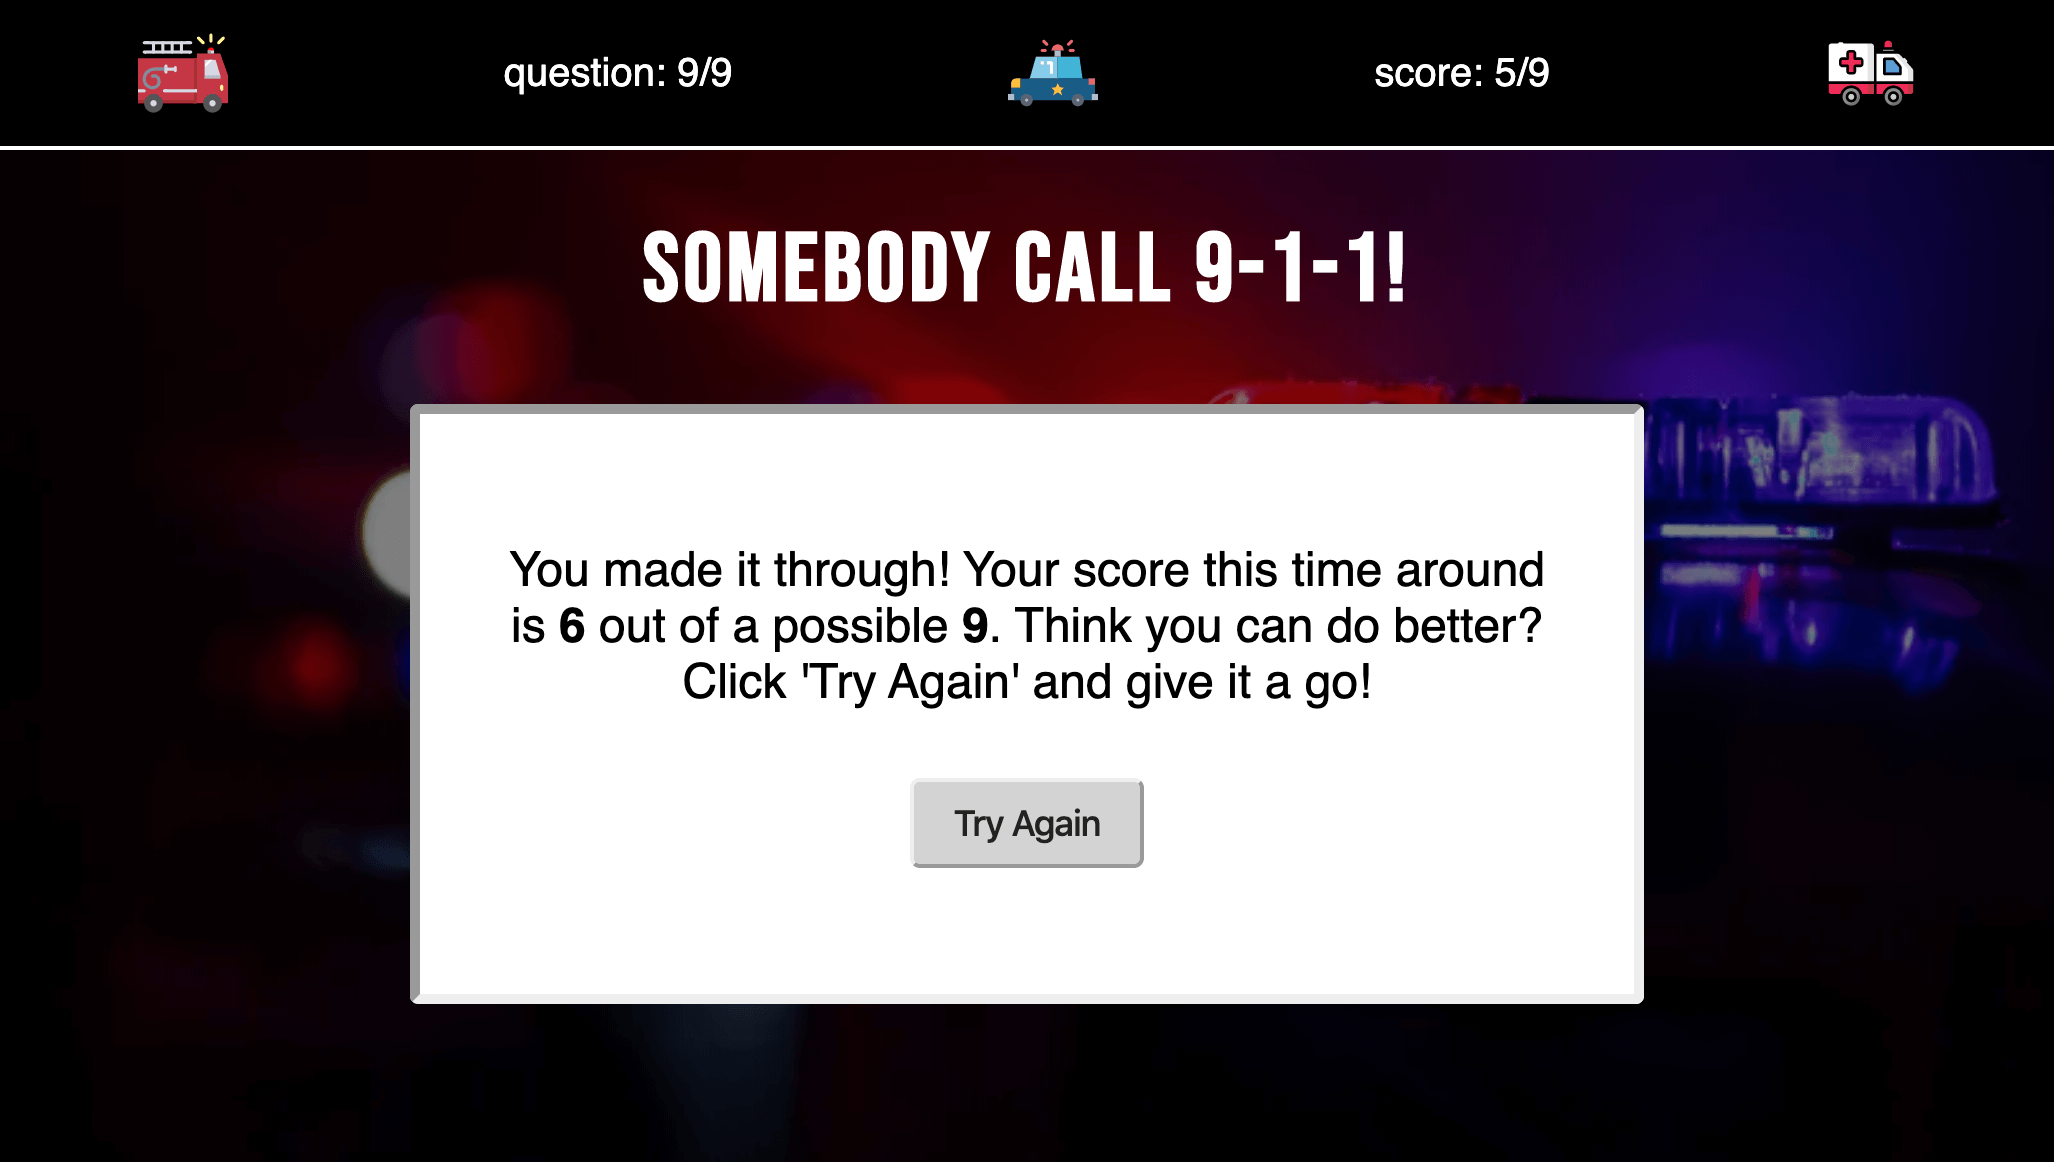 question: 9/9
score: 5/9
SOMEBODY CALL 9-1-1!
You made it through! Your score this time around
is 6 out of a possible 9. Think you can do better?
Click 'Try Again' and give it a go!
Try Again